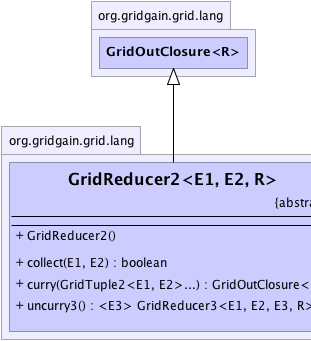 org.gridgain.grid.lang
GridOutClosure<R>
org.gridgain.grid.lang
GridReducer2<E1, E2, R>
{abstra
+ GridReducer2()
+ collect(E1, E2) : boolean
+ curry(GridTuple2<E1, E2>...) : GridOutClosure<
+ uncurry3() : <E3> GridReducer3<E1, E2, E3, R>